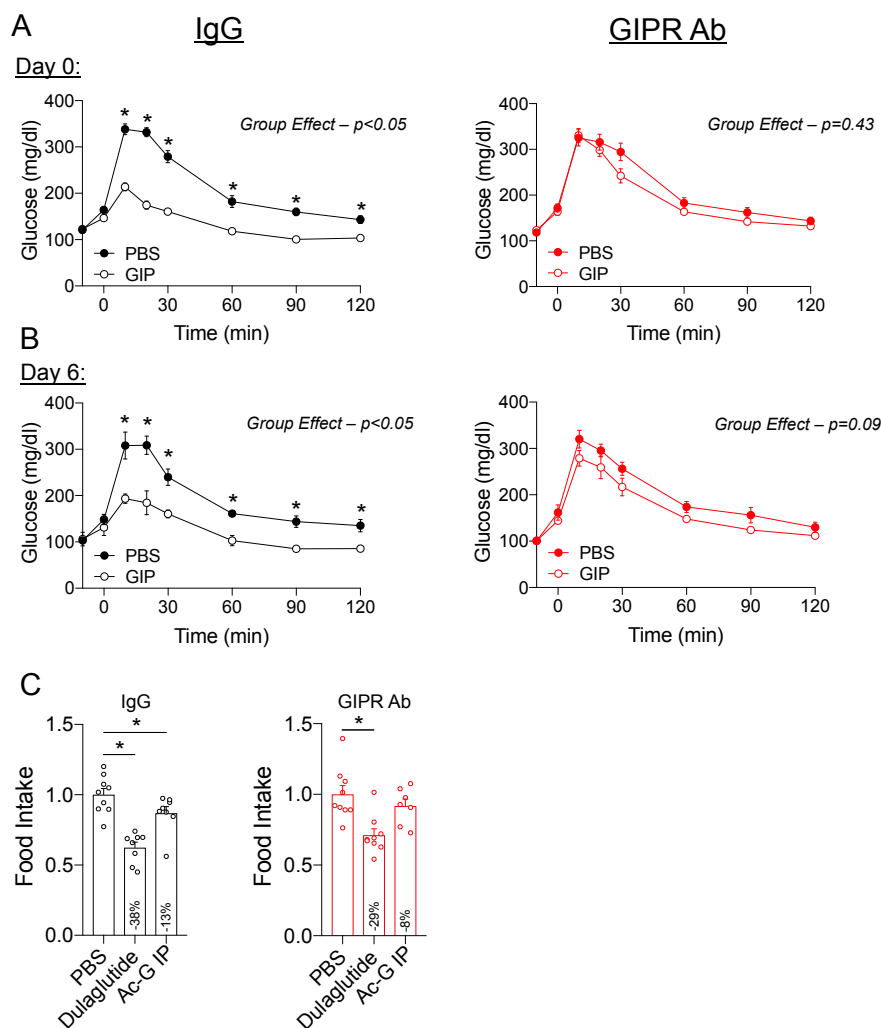 A
IgG
GIPR Ab
Day 0:
400
300
200
100
0
Glucose (mg/dl)
* * * * * *
Group Effect – p<0.05
PBS
GIP
0 30 60 90 120
Time (min)
400
300
200
100
0
Glucose (mg/dl)
Group Effect – p=0.43
PBS
GIP
0 30 60 90 120
Time (min)
B
Day 6:
400
300
200
100
0
Glucose (mg/dl)
* * * * * *
Group Effect – p<0.05
PBS
GIP
0 30 60 90 120
Time (min)
400
300
200
100
0
Glucose (mg/dl)
Group Effect – p=0.09
PBS
GIP
0 30 60 90 120
Time (min)
C
IgG
1.5
1.0
0.5
0.0
Food Intake
*
*
-38%
-13%
PBS
Dulaglutide
Ac-G IP
GIPR Ab
1.5
1.0
0.5
0.0
Food Intake
*
-29%
-8%
PBS
Dulaglutide
Ac-G IP